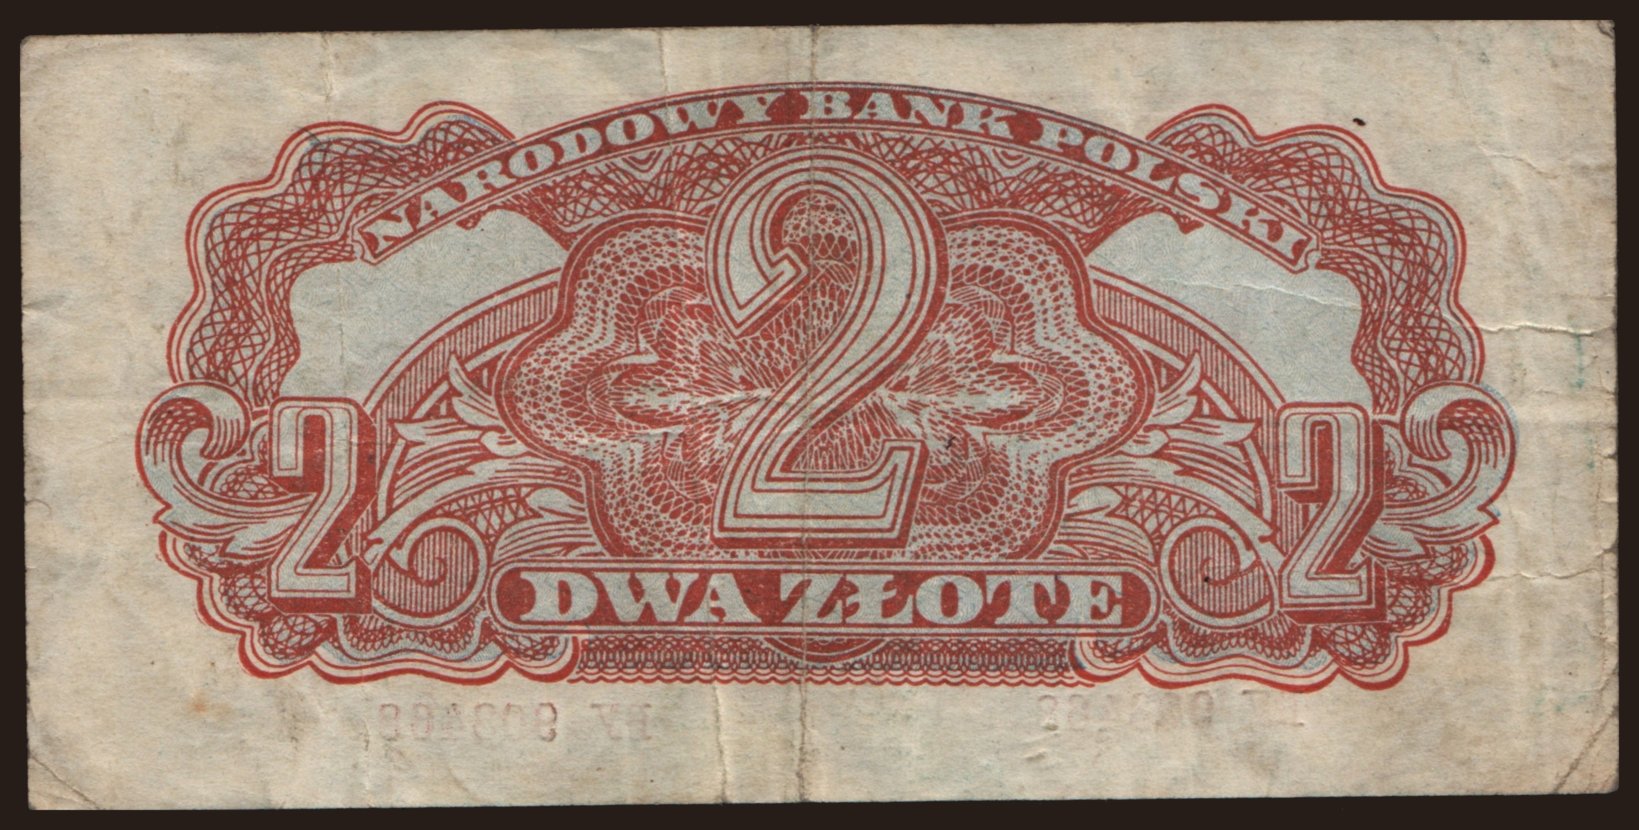 NARODOWY BANK POLSKI
2
2 2
DWA ZŁOTE